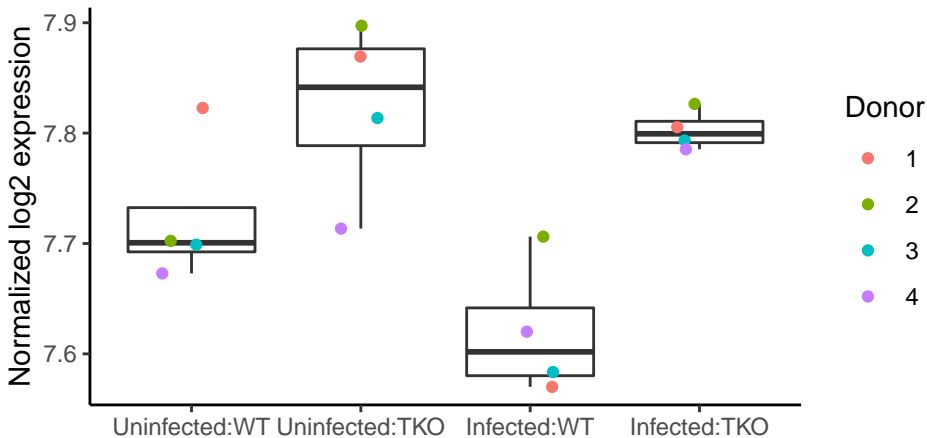 Normalized log2 expression
7.9
7.8
7.7
7.6
Uninfected:WT
Uninfected:TKO
Infected:WT
Infected:TKO
Donor
1
2
3
4